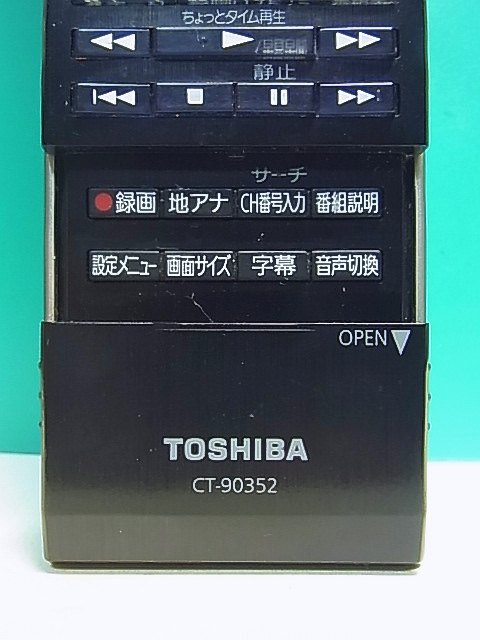 ちょっとタイム再生
静止
サーチ
録画 地アナ CH番号入力 番組説明
設定メニュー 画面サイズ 字幕 音声切換
OPEN
TOSHIBA
CT-90352